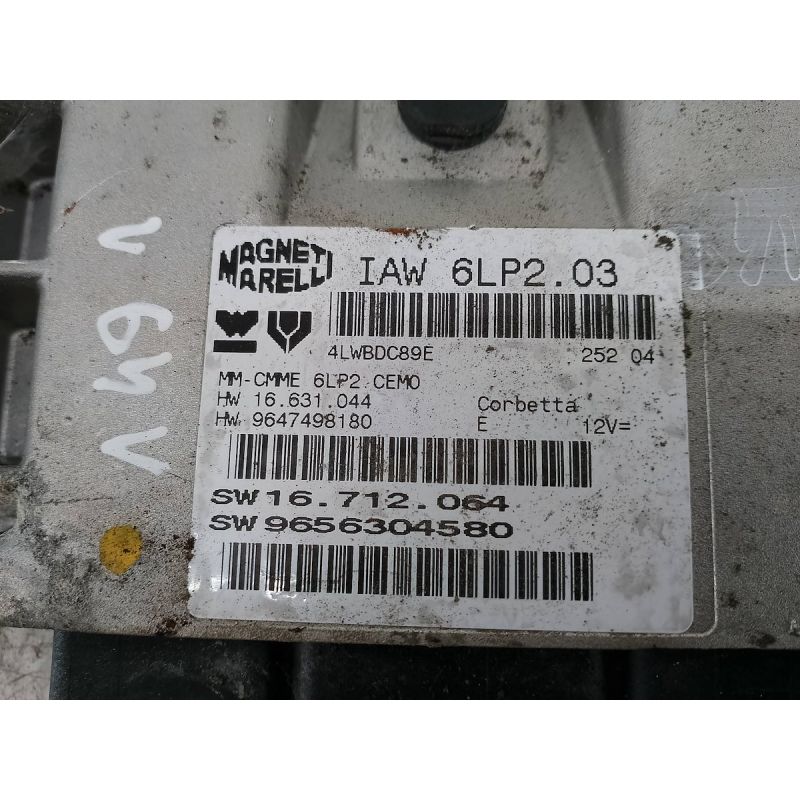 MAGNETI MARELLI
IAW 6LP2.03
4LWBDC89E 252 04
MM-CMME 6LP2 CEMO
HW 16.631.044 Corbetta
HW 9647498180 E 12V=
SW 16.712.064
SW 9656304580
V 64 V